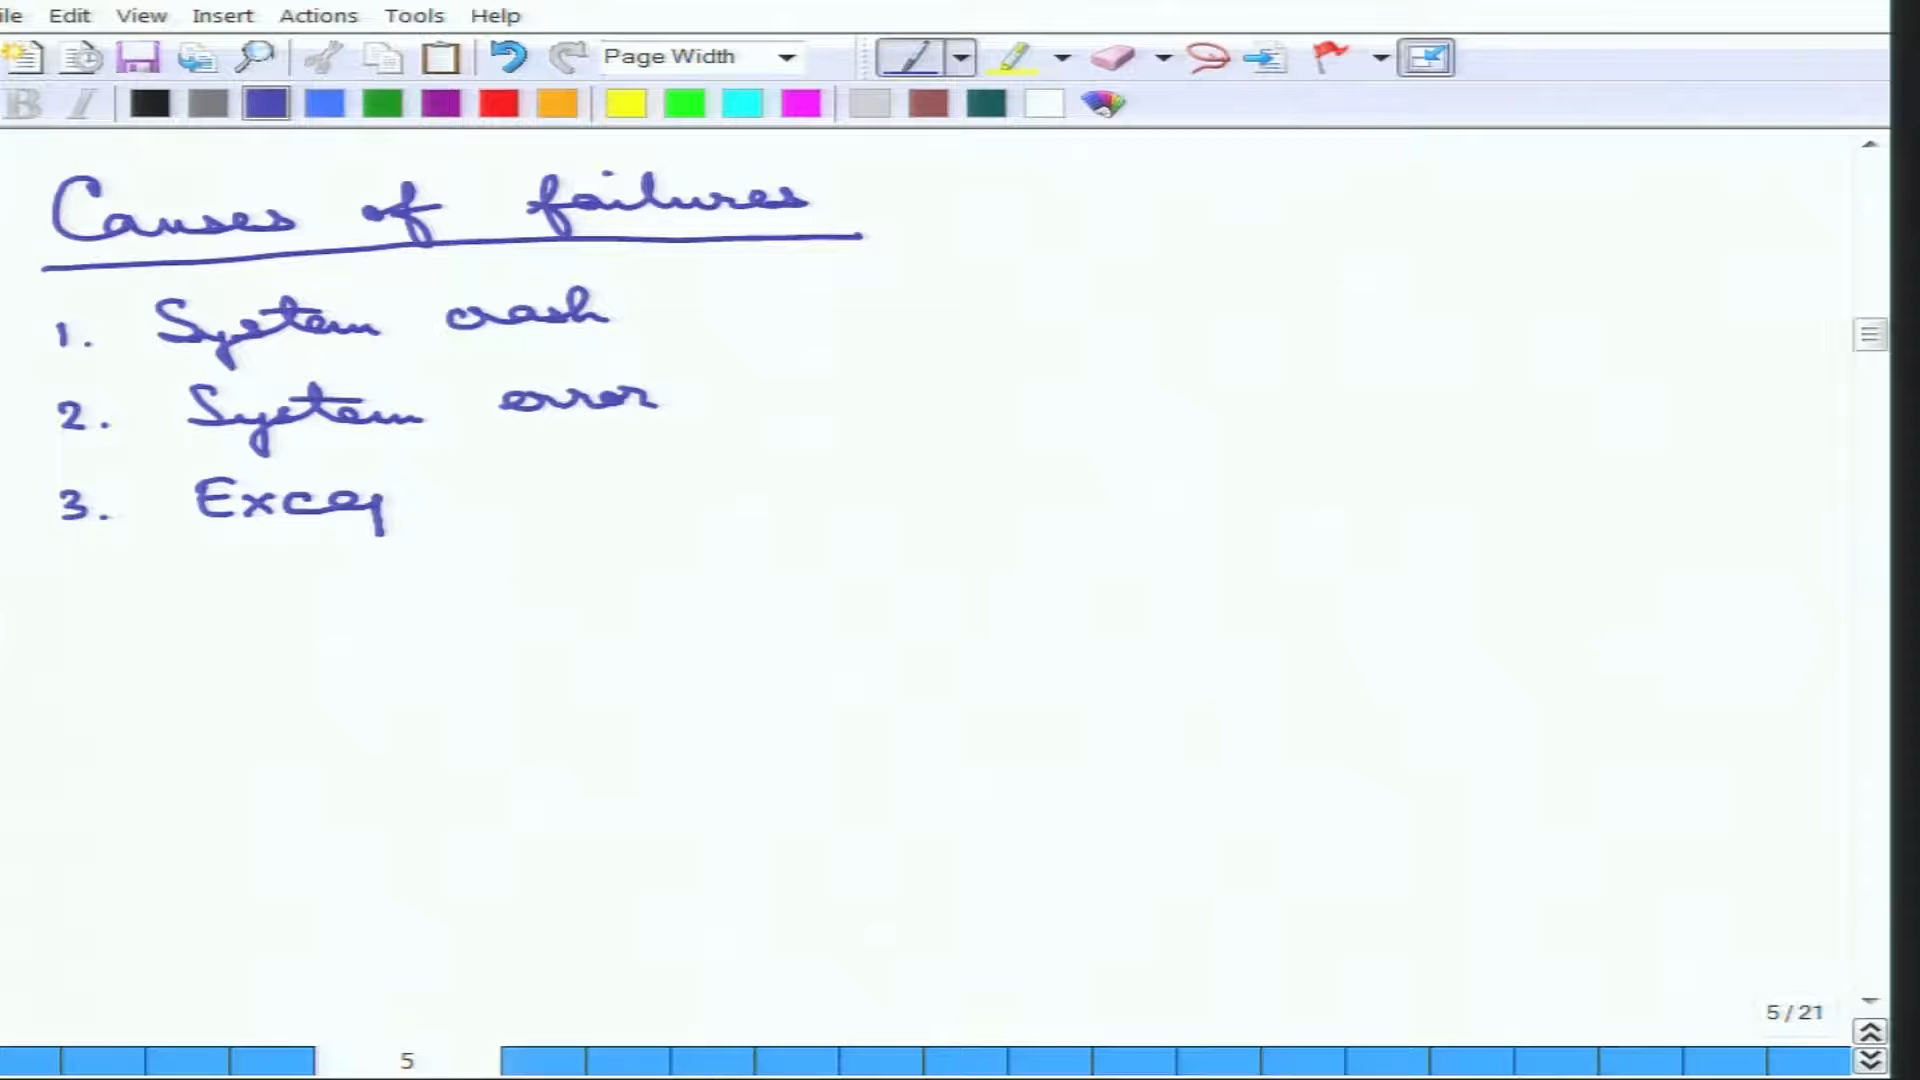 ile Edit View Insert Actions Tools Help
Page Width
B I
Causes of failures
1. System crash
2. System error
3. Excep
5 / 21
5